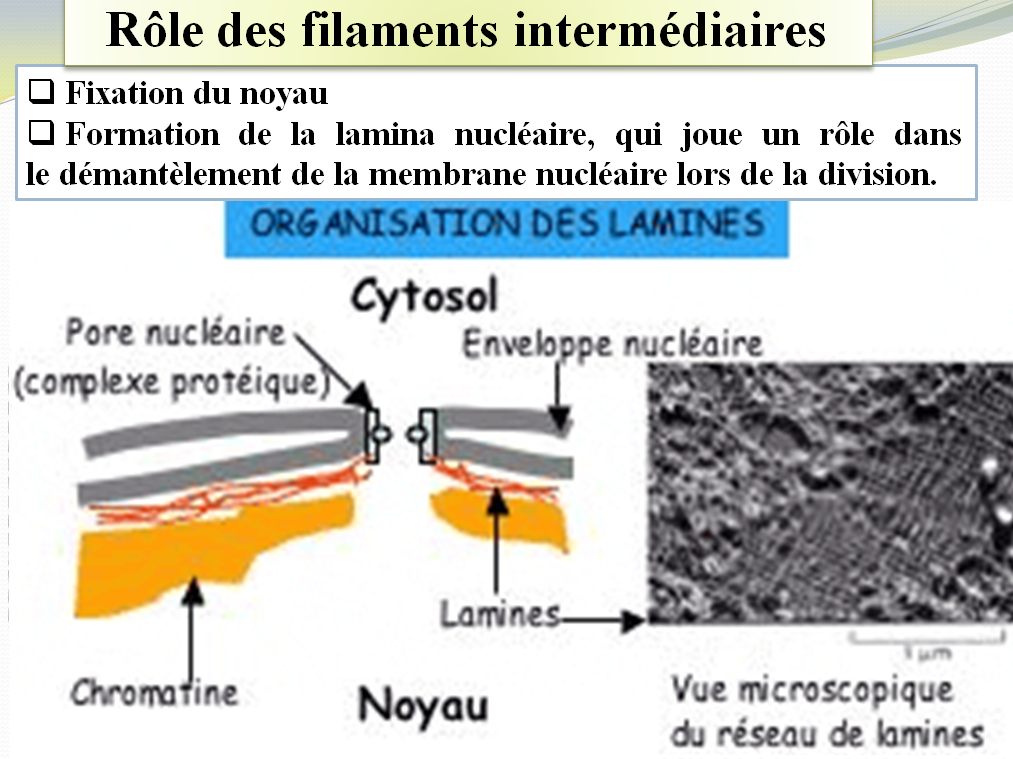 Rôle des filaments intermédiaires
❑ Fixation du noyau
❑ Formation de la lamina nucléaire, qui joue un rôle dans
le démantèlement de la membrane nucléaire lors de la division.
ORGANISATION DES LAMINES
Cytosol
Pore nucléaire
(complexe protéique)
Enveloppe nucléaire
Lamines
1 µm
Chromatine
Noyau
Vue microscopique
du réseau de lamines